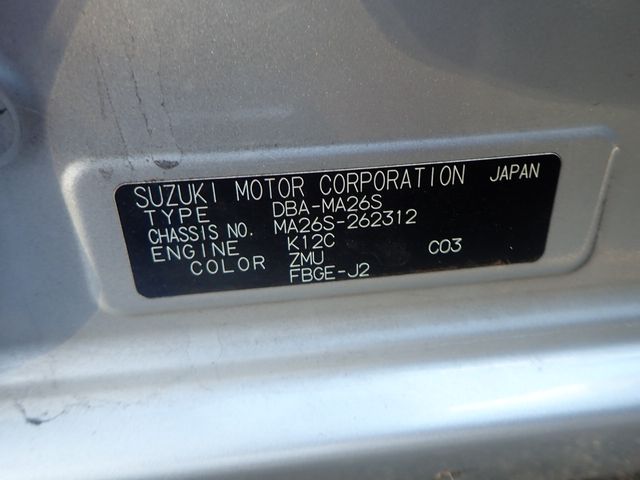 SUZUKI MOTOR CORPORATION JAPAN
TYPE DBA-MA26S
CHASSIS NO. MA26S-262312
ENGINE K12C C03
COLOR ZMU
FBGE-J2